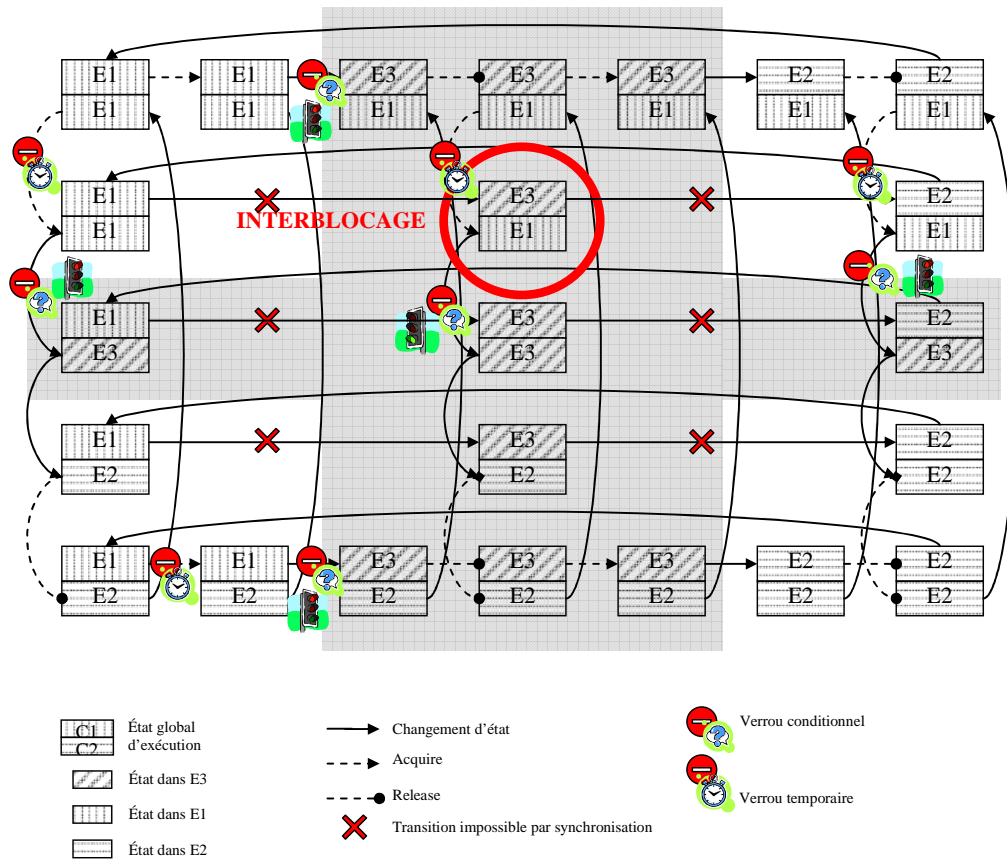 E1 E1 E3 E3 E3 E2 E2
E1 E1 E1 E1 E1 E1 E1
E1 E3 E2
INTERBLOCAGE
E1 E1 E1
E1 E3 E2
E3 E3 E3
E1 E3 E2
E2 E2 E2
E1 E1 E3 E3 E3 E2 E2
E2 E2 E2 E2 E2 E2 E2
C1
C2
État global
d'exécution
État dans E3
État dans E1
État dans E2
Changement d'état
Acquire
Release
Transition impossible par synchronisation
Verrou conditionnel
Verrou temporaire